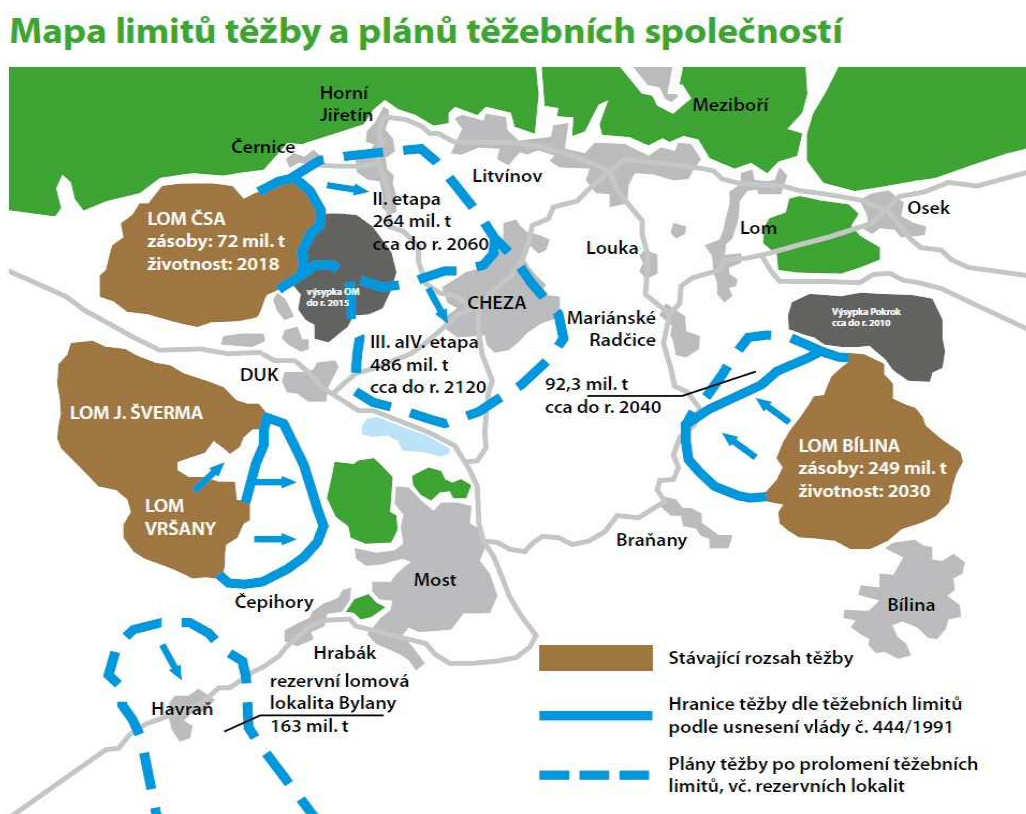 Mapa limitů těžby a plánů těžebních společností
Horní
Jiřetín
Meziboří
Černice
Litvínov
II. etapa
264 mil. t
cca do r. 2060
LOM ČSA
zásoby: 72 mil. t
životnost: 2018
Osek
Lom
Louka
výsypka OM
do r. 2015
CHEZA
Mariánské
Radčice
Výsypka Pokrok
cca do r. 2010
III. aIV. etapa
486 mil. t
cca do r. 2120
DUK
92,3 mil. t
cca do r. 2040
LOM J. ŠVERMA
LOM BÍLINA
zásoby: 249 mil. t
životnost: 2030
LOM
VRŠANY
Braňany
Most
Čepihory
Bílina
Hrabák
rezervní lomová
lokalita Bylany
163 mil. t
Havraň
Stávající rozsah těžby
Hranice těžby dle těžebních limitů
podle usnesení vlády č. 444/1991
Plány těžby po prolomení těžebních
limitů, vč. rezervních lokalit